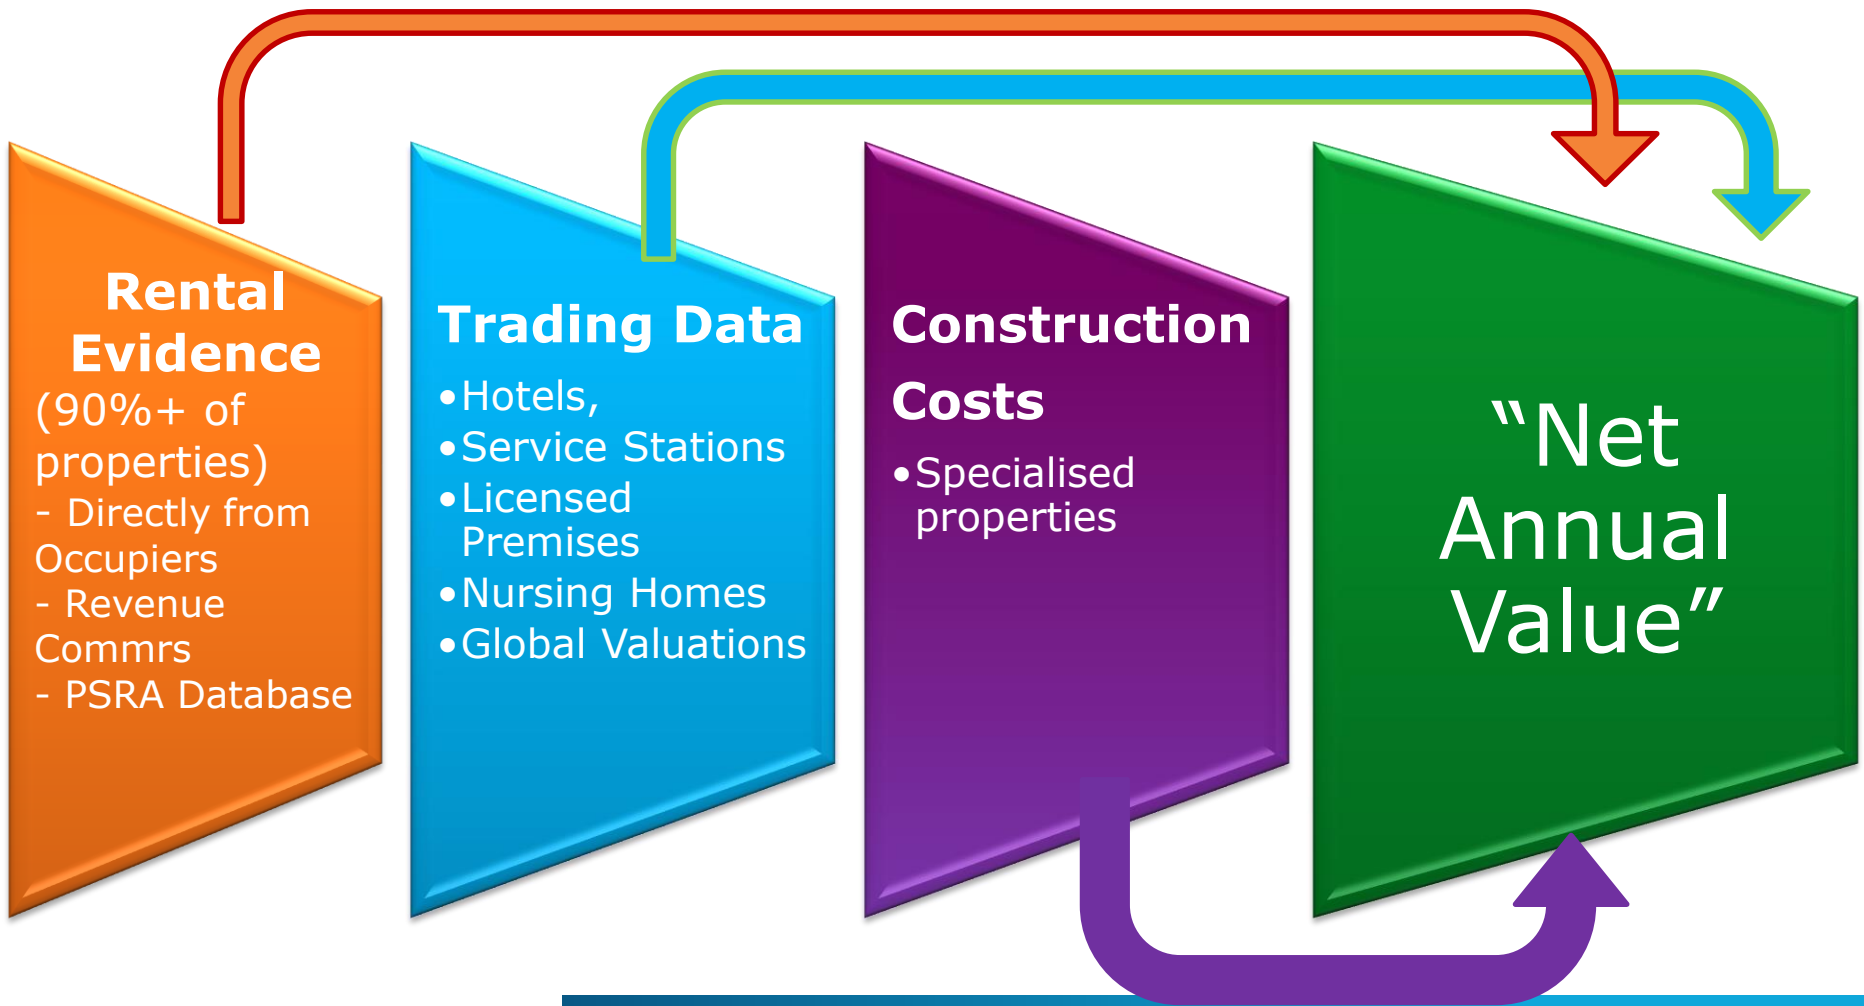 Rental
Evidence
(90%+ of
properties)
- Directly from
Occupiers
- Revenue
Commrs
- PSRA Database
Trading Data
•Hotels,
•Service Stations
•Licensed
Premises
•Nursing Homes
•Global Valuations
Construction
Costs
•Specialised
properties
“Net
Annual
Value”